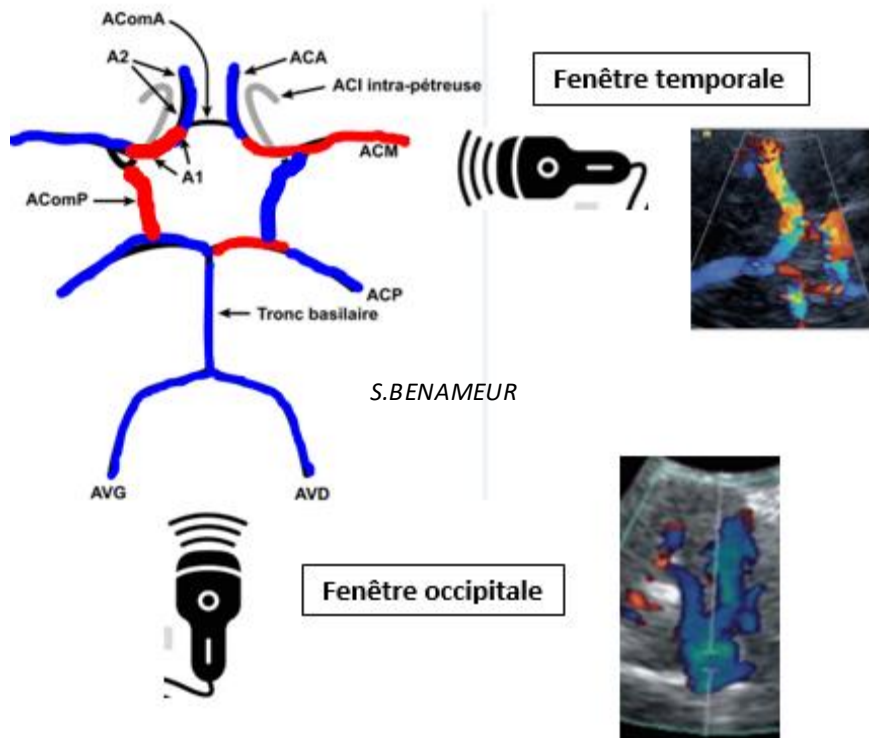 AComA
A2
ACA
ACI intra-pétreuse
Fenêtre temporale
A1
ACM
AComP
ACP
Tronc basilaire
S.BENAMEUR
AVG
AVD
Fenêtre occipitale